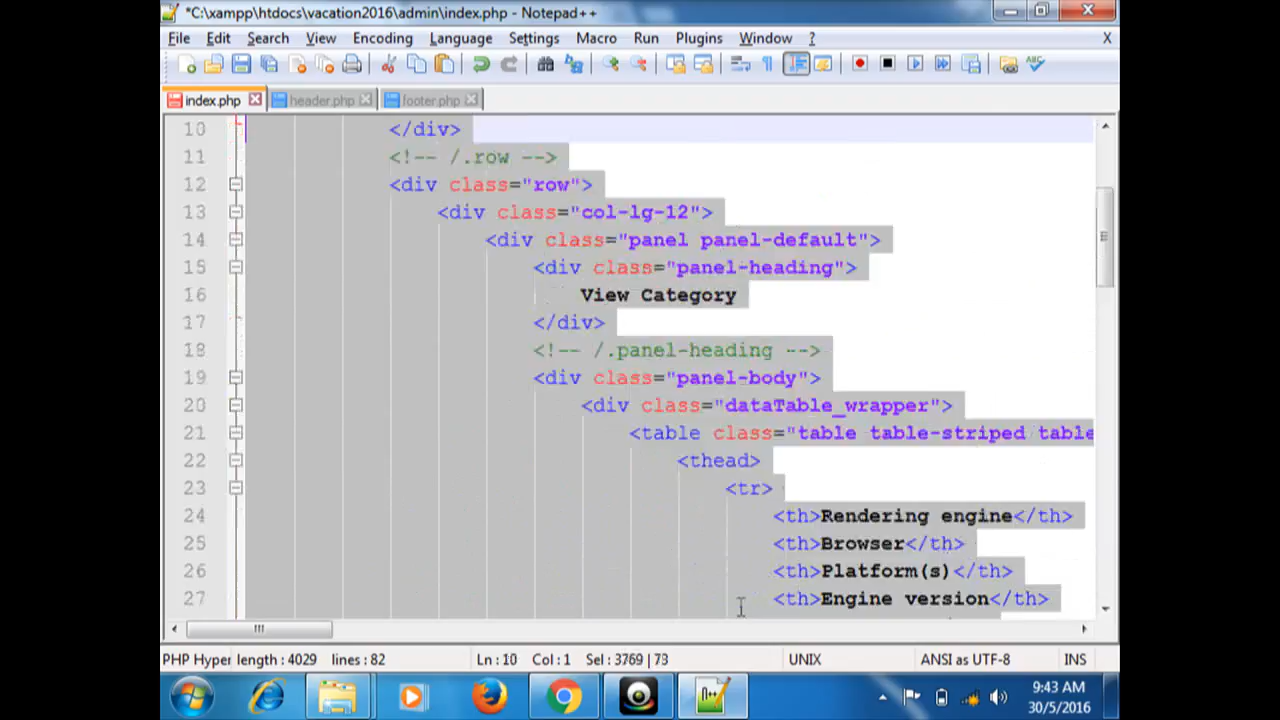 *C:\xampp\htdocs\vacation2016\admin\index.php - Notepad++
File Edit Search View Encoding Language Settings Macro Run Plugins Window ? X
index.php header.php footer.php
10 </div>
11 <!-- /.row -->
12 <div class="row">
13 <div class="col-lg-12">
14 <div class="panel panel-default">
15 <div class="panel-heading">
16 View Category
17 </div>
18 <!-- /.panel-heading -->
19 <div class="panel-body">
20 <div class="dataTable_wrapper">
21 <table class="table table-striped table
22 <thead>
23 <tr>
24 <th>Rendering engine</th>
25 <th>Browser</th>
26 <th>Platform(s)</th>
27 <th>Engine version</th>
PHP Hyper length : 4029 lines : 82 Ln : 10 Col : 1 Sel : 3769 | 73 UNIX ANSI as UTF-8 INS
9:43 AM
30/5/2016